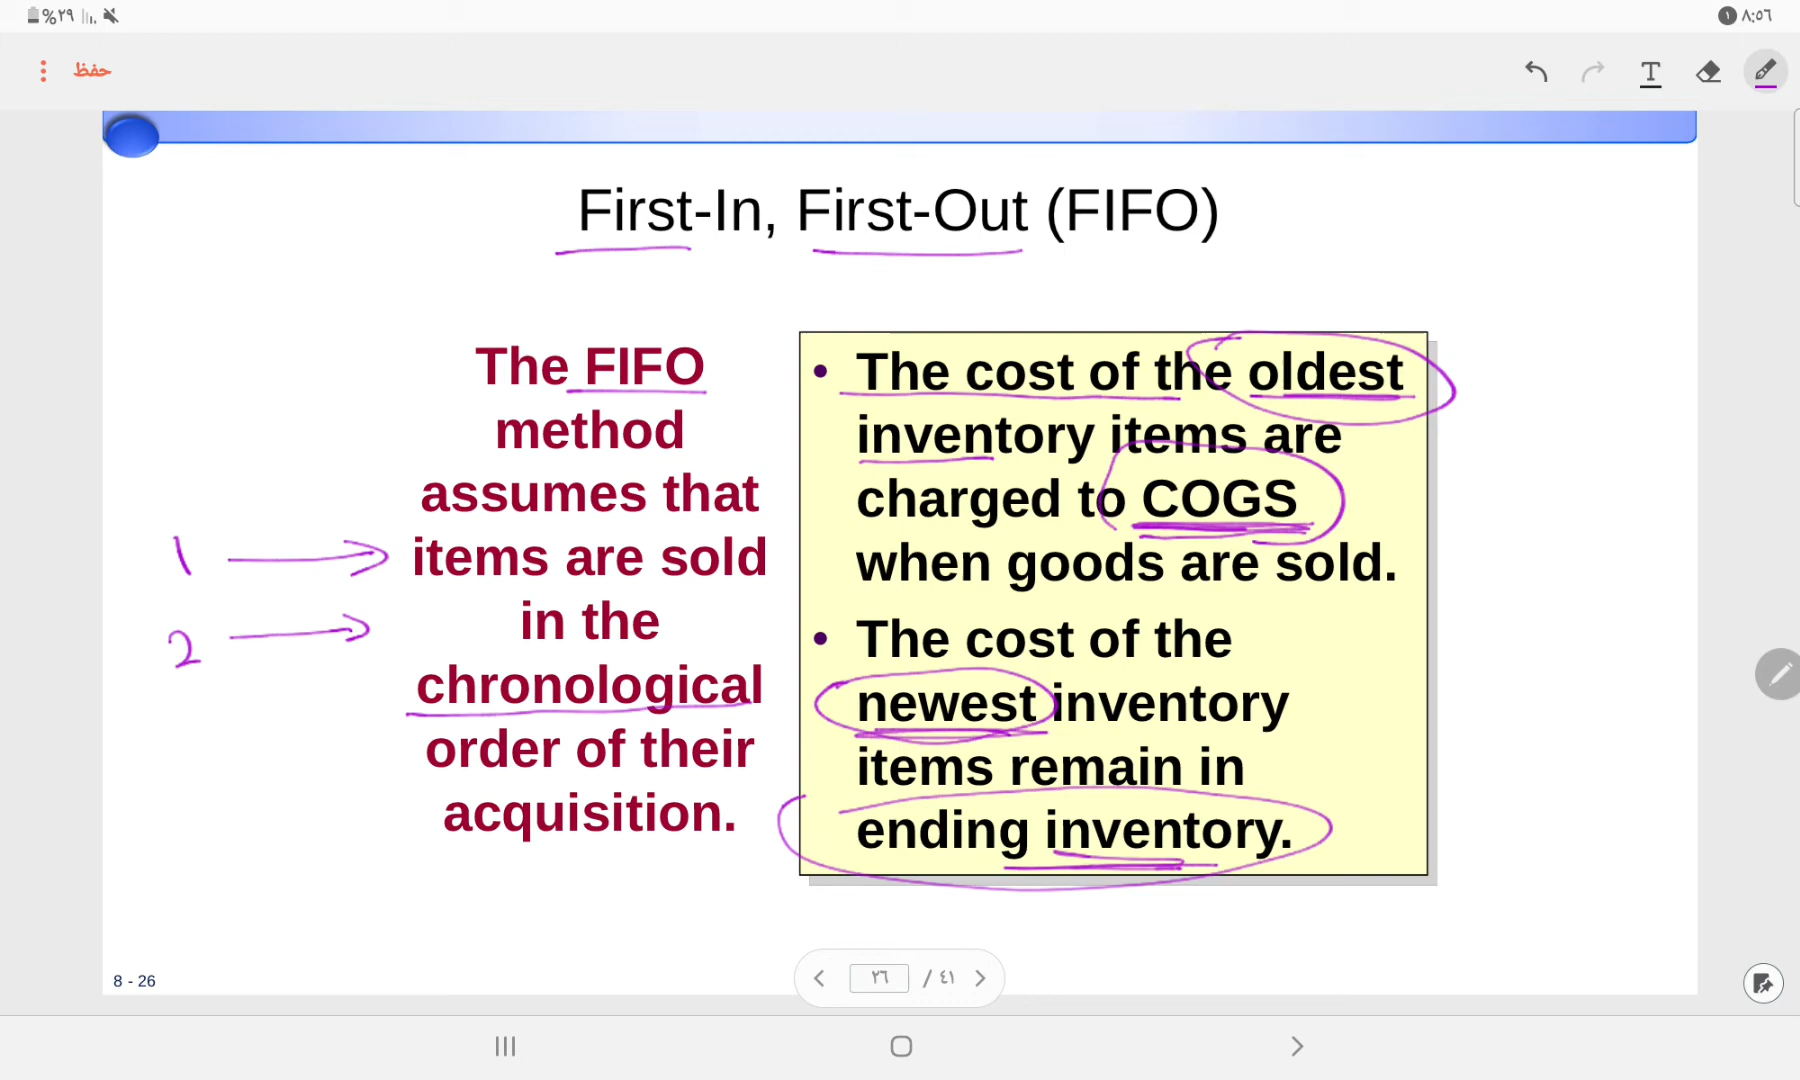 %٢٩
١ ٨:٥٦
حفظ
T
First-In, First-Out (FIFO)
The FIFO
method
assumes that
items are sold
in the
chronological
order of their
acquisition.
1
2
• The cost of the oldest
inventory items are
charged to COGS
when goods are sold.
• The cost of the
newest inventory
items remain in
ending inventory.
8 - 26
٢٦ / ٤١